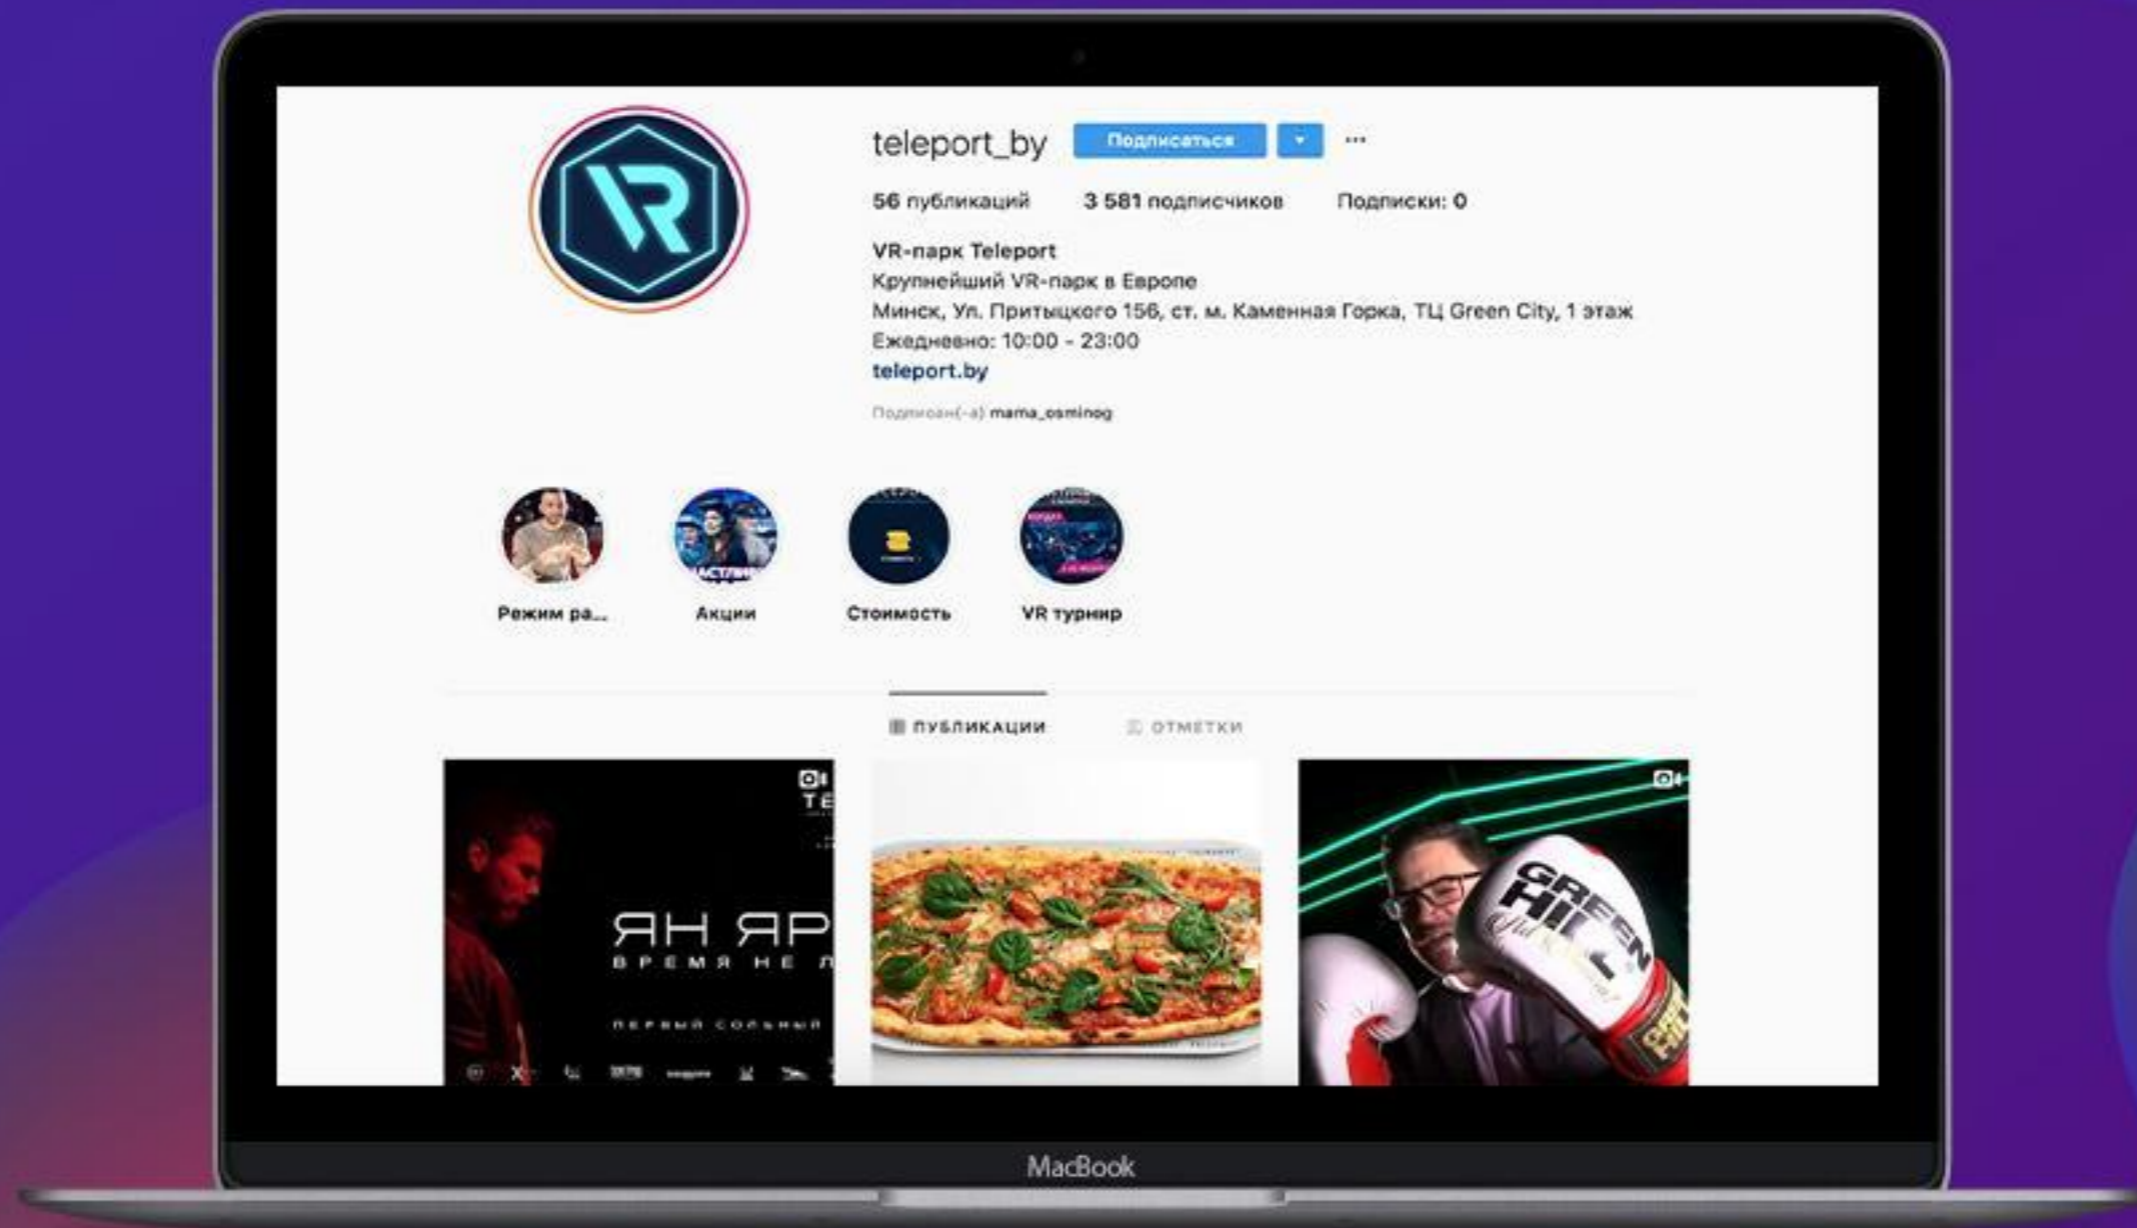 teleport_by Подписаться
56 публикаций 3 581 подписчиков Подписки: 0
VR-парк Teleport
Крупнейший VR-парк в Европе
Минск, Ул. Притыцкого 156, ст. м. Каменная Горка, ТЦ Green City, 1 этаж
Ежедневно: 10:00 - 23:00
teleport.by
Подписан(-а) mama_osminog
Режим ра... Акции Стоимость VR турнир
ПУБЛИКАЦИИ ОТМЕТКИ
ЯН ЯР
ВРЕМЯ НЕ Л
ПЕРВЫЙ СОЛЬНЫЙ
GREEN
HILL
MacBook